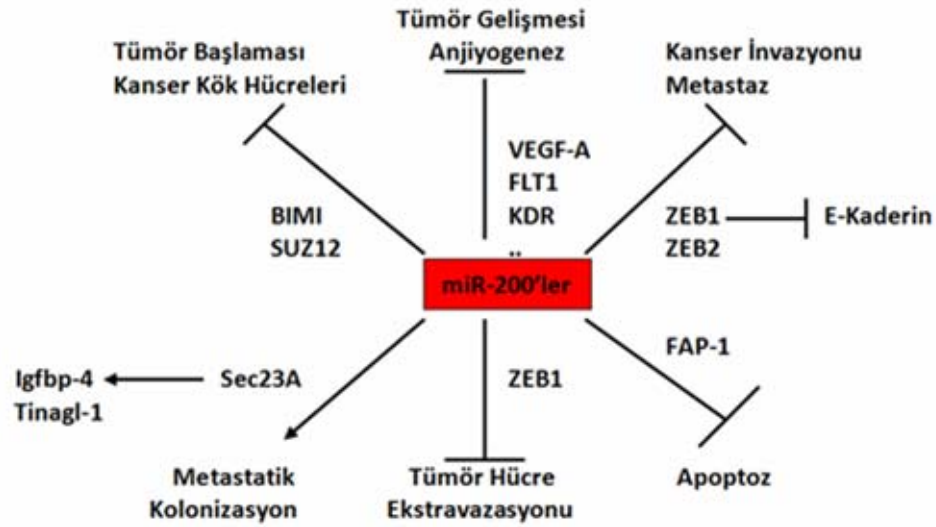 Tümör Başlaması
Kanser Kök Hücreleri
Tümör Gelişmesi
Anjiyogenez
Kanser İnvazyonu
Metastaz
BIMI
SUZ12
VEGF-A
FLT1
KDR
ZEB1
ZEB2
E-Kaderin
miR-200’ler
Igfbp-4
Tinagl-1
Sec23A
ZEB1
FAP-1
Metastatik
Kolonizasyon
Tümör Hücre
Ekstravazasyonu
Apoptoz